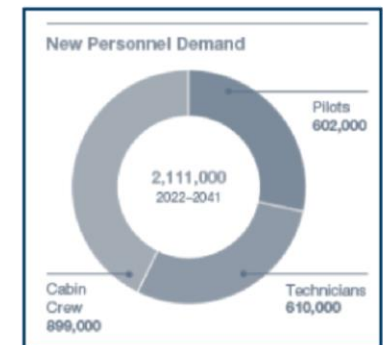 New Personnel Demand
Pilots
602,000
2,111,000
2022–2041
Cabin
Crew
899,000
Technicians
610,000